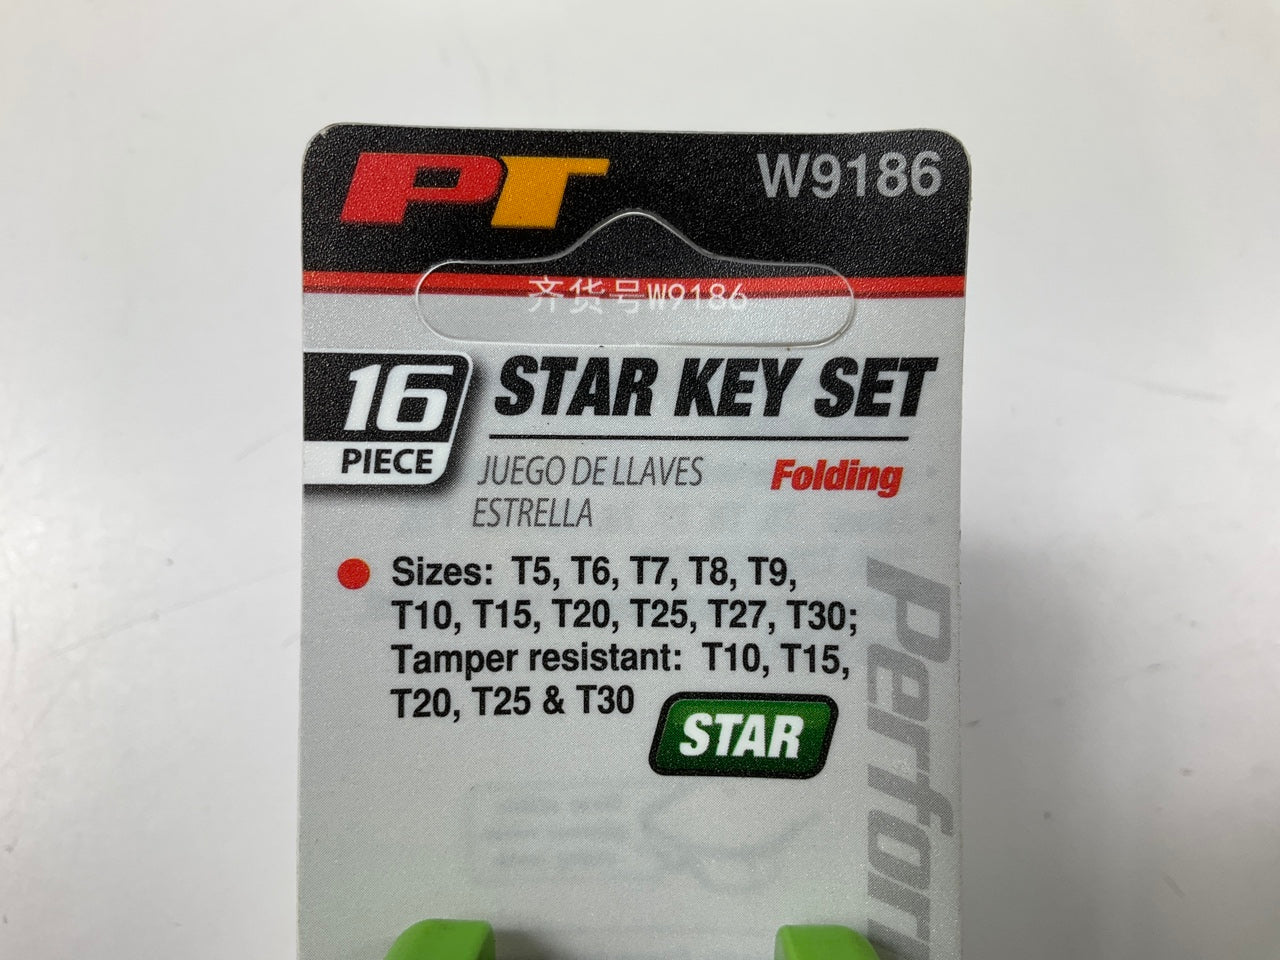 PT
W9186
齐货号W9186
16
PIECE
STAR KEY SET
JUEGO DE LLAVES
ESTRELLA
Folding
Sizes: T5, T6, T7, T8, T9,
T10, T15, T20, T25, T27, T30;
Tamper resistant: T10, T15,
T20, T25 & T30
STAR
Perfor